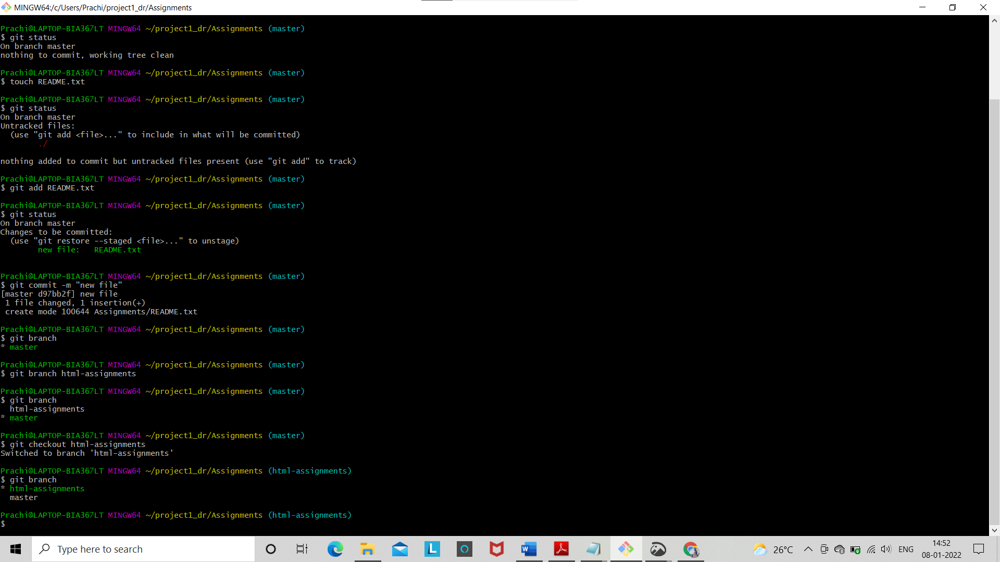 MINGW64:/c/Users/Prachi/project1_dr/Assignments
Prachi@LAPTOP-BIA367LT MINGW64 ~/project1_dr/Assignments (master)
$ git status
On branch master
nothing to commit, working tree clean
Prachi@LAPTOP-BIA367LT MINGW64 ~/project1_dr/Assignments (master)
$ touch README.txt
Prachi@LAPTOP-BIA367LT MINGW64 ~/project1_dr/Assignments (master)
$ git status
On branch master
Untracked files:
(use "git add <file>..." to include in what will be committed)
./
nothing added to commit but untracked files present (use "git add" to track)
Prachi@LAPTOP-BIA367LT MINGW64 ~/project1_dr/Assignments (master)
$ git add README.txt
Prachi@LAPTOP-BIA367LT MINGW64 ~/project1_dr/Assignments (master)
$ git status
On branch master
Changes to be committed:
(use "git restore --staged <file>..." to unstage)
new file:   README.txt
Prachi@LAPTOP-BIA367LT MINGW64 ~/project1_dr/Assignments (master)
$ git commit -m "new file"
[master d97bb2f] new file
1 file changed, 1 insertion(+)
create mode 100644 Assignments/README.txt
Prachi@LAPTOP-BIA367LT MINGW64 ~/project1_dr/Assignments (master)
$ git branch
* master
Prachi@LAPTOP-BIA367LT MINGW64 ~/project1_dr/Assignments (master)
$ git branch html-assignments
Prachi@LAPTOP-BIA367LT MINGW64 ~/project1_dr/Assignments (master)
$ git branch
html-assignments
* master
Prachi@LAPTOP-BIA367LT MINGW64 ~/project1_dr/Assignments (master)
$ git checkout html-assignments
Switched to branch 'html-assignments'
Prachi@LAPTOP-BIA367LT MINGW64 ~/project1_dr/Assignments (html-assignments)
$ git branch
* html-assignments
master
Prachi@LAPTOP-BIA367LT MINGW64 ~/project1_dr/Assignments (html-assignments)
$
Type here to search
L
W
26°C
ENG
14:52
08-01-2022